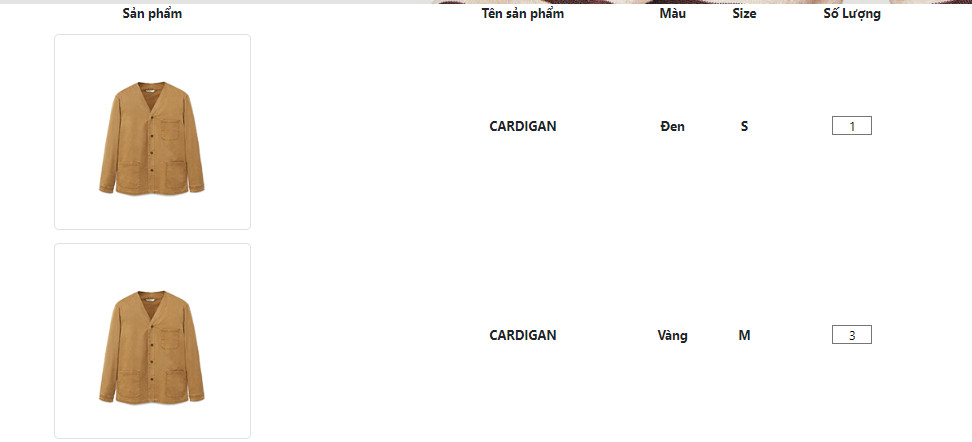 Sản phẩm Tên sản phẩm Màu Size Số Lượng
CARDIGAN Đen S 1
CARDIGAN Vàng M 3